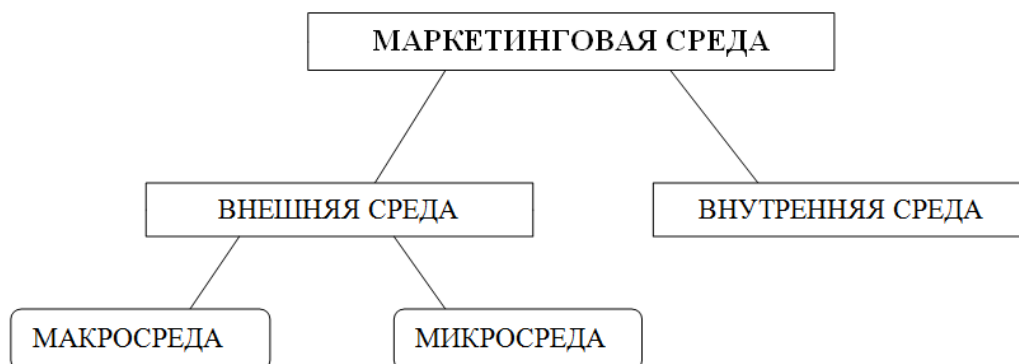 МАРКЕТИНГОВАЯ СРЕДА
ВНЕШНЯЯ СРЕДА
ВНУТРЕННЯЯ СРЕДА
МАКРОСРЕДА
МИКРОСРЕДА